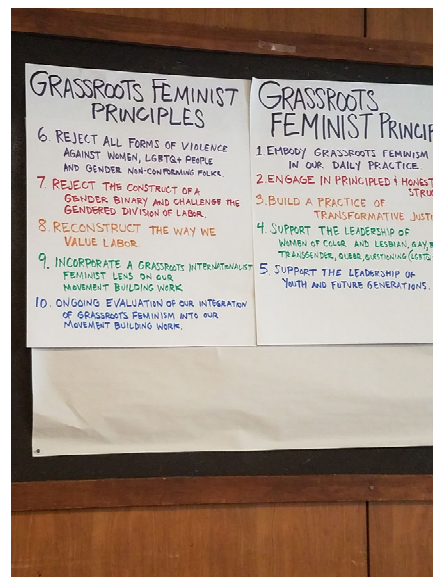 GRASSROOTS FEMINIST
PRINCIPLES
6. REJECT ALL FORMS OF VIOLENCE
AGAINST WOMEN, LGBTQ+ PEOPLE
AND GENDER NON-CONFORMING FOLKS.
7. REJECT THE CONSTRUCT OF A
GENDER BINARY AND CHALLENGE THE
GENDERED DIVISION OF LABOR.
8. RECONSTRUCT THE WAY WE
VALUE LABOR.
9. INCORPORATE A GRASSROOTS INTERNATIONALIST
FEMINIST LENS ON OUR
MOVEMENT BUILDING WORK
10. ONGOING EVALUATION OF OUR INTEGRATION
OF GRASSROOTS FEMINISM INTO OUR
MOVEMENT BUILDING WORK.
GRASSROOTS
FEMINIST PRINCIP
1. EMBODY GRASSROOTS FEMINISM
IN OUR DAILY PRACTICE.
2. ENGAGE IN PRINCIPLED + HONEST
STRU
3. BUILD A PRACTICE OF
TRANSFORMATIVE JUST
4. SUPPORT THE LEADERSHIP OF
WOMEN OF COLOR AND LESBIAN, GAY, B
TRANSGENDER, QUEER, QUESTIONING (LGBTQ
5. SUPPORT THE LEADERSHIP OF
YOUTH AND FUTURE GENERATIONS.